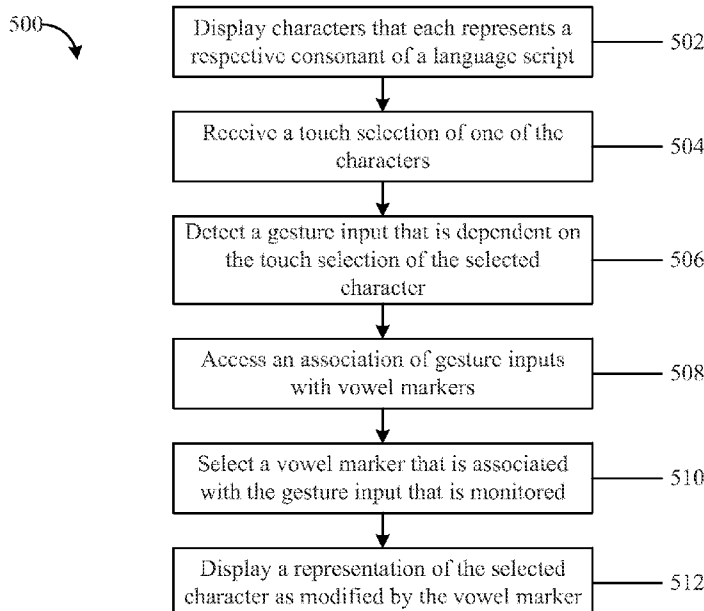 500
Display characters that each represents a
respective consonant of a language script
502
Receive a touch selection of one of the
characters
504
Detect a gesture input that is dependent on
the touch selection of the selected
character
506
Access an association of gesture inputs
with vowel markers
508
Select a vowel marker that is associated
with the gesture input that is monitored
510
Display a representation of the selected
character as modified by the vowel marker
512